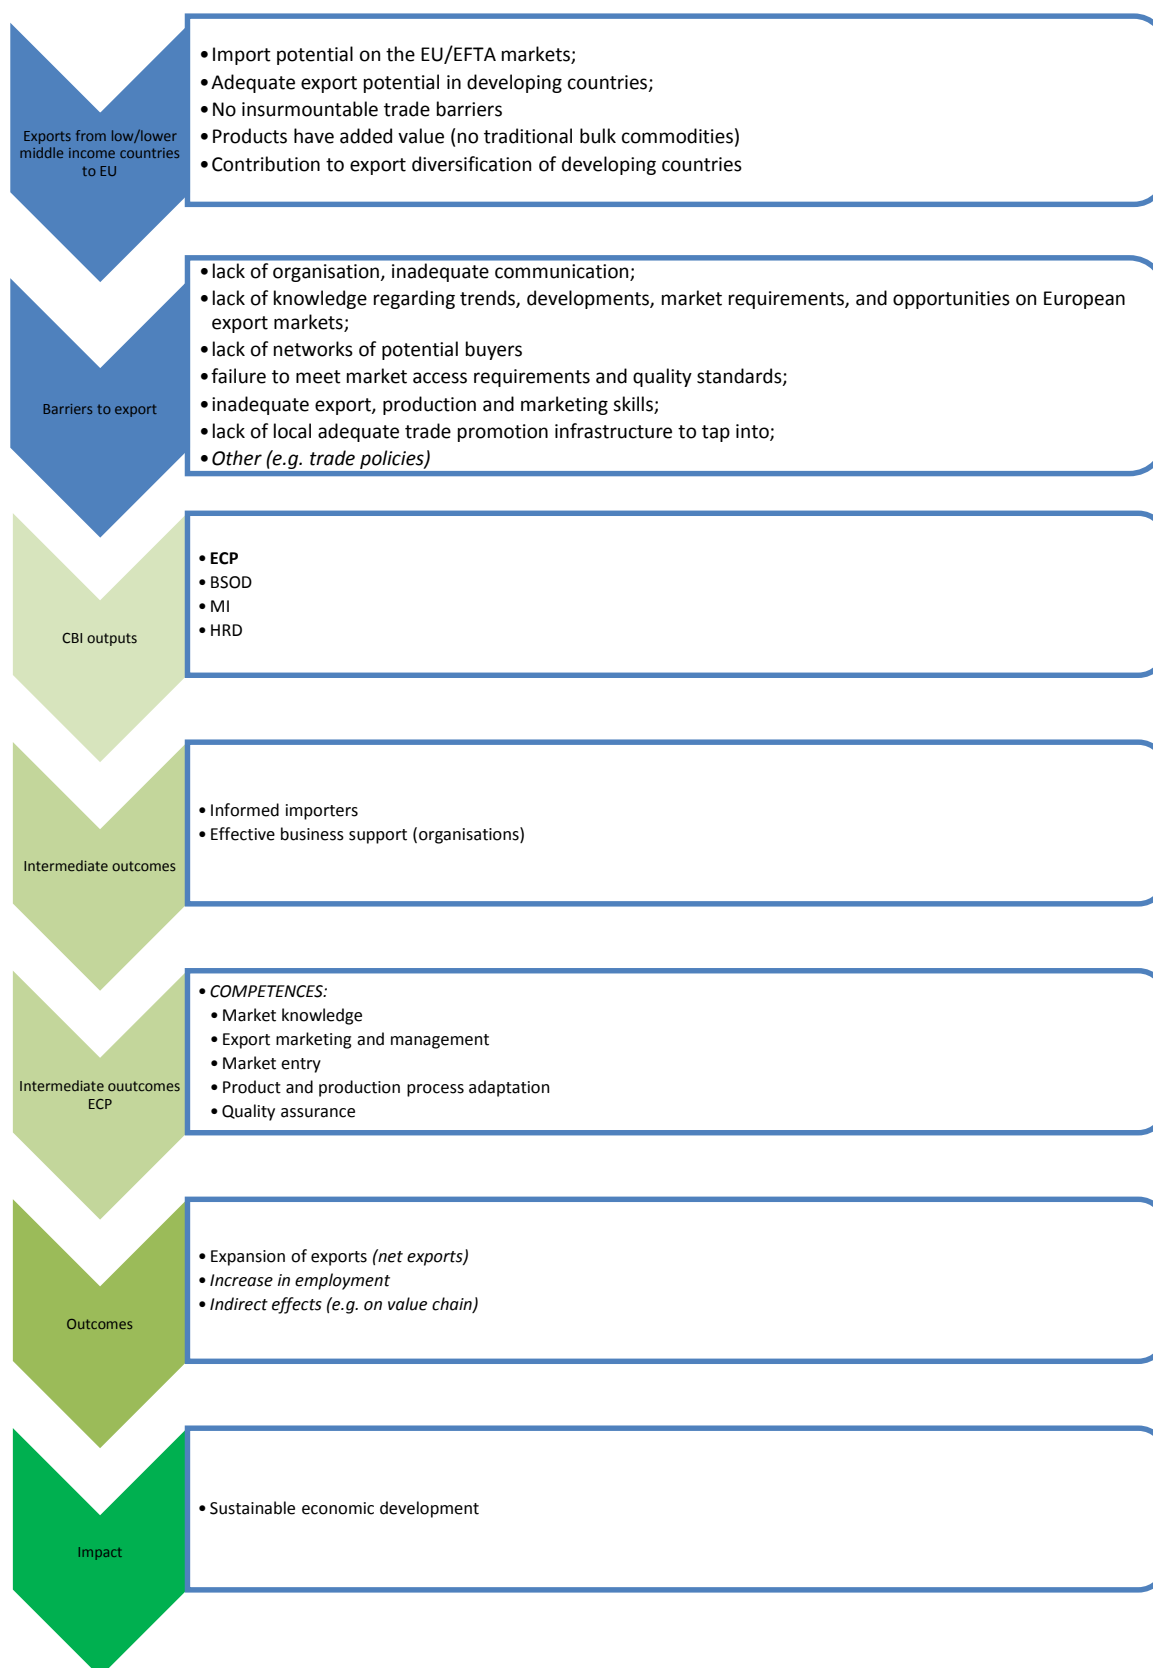 Exports from low/lower
middle income countries
to EU
• Import potential on the EU/EFTA markets;
• Adequate export potential in developing countries;
• No insurmountable trade barriers
• Products have added value (no traditional bulk commodities)
• Contribution to export diversification of developing countries
Barriers to export
• lack of organisation, inadequate communication;
• lack of knowledge regarding trends, developments, market requirements, and opportunities on European
export markets;
• lack of networks of potential buyers
• failure to meet market access requirements and quality standards;
• inadequate export, production and marketing skills;
• lack of local adequate trade promotion infrastructure to tap into;
• Other (e.g. trade policies)
CBI outputs
• ECP
• BSOD
• MI
• HRD
Intermediate outcomes
• Informed importers
• Effective business support (organisations)
Intermediate ouutcomes
ECP
• COMPETENCES:
• Market knowledge
• Export marketing and management
• Market entry
• Product and production process adaptation
• Quality assurance
Outcomes
• Expansion of exports (net exports)
• Increase in employment
• Indirect effects (e.g. on value chain)
Impact
• Sustainable economic development